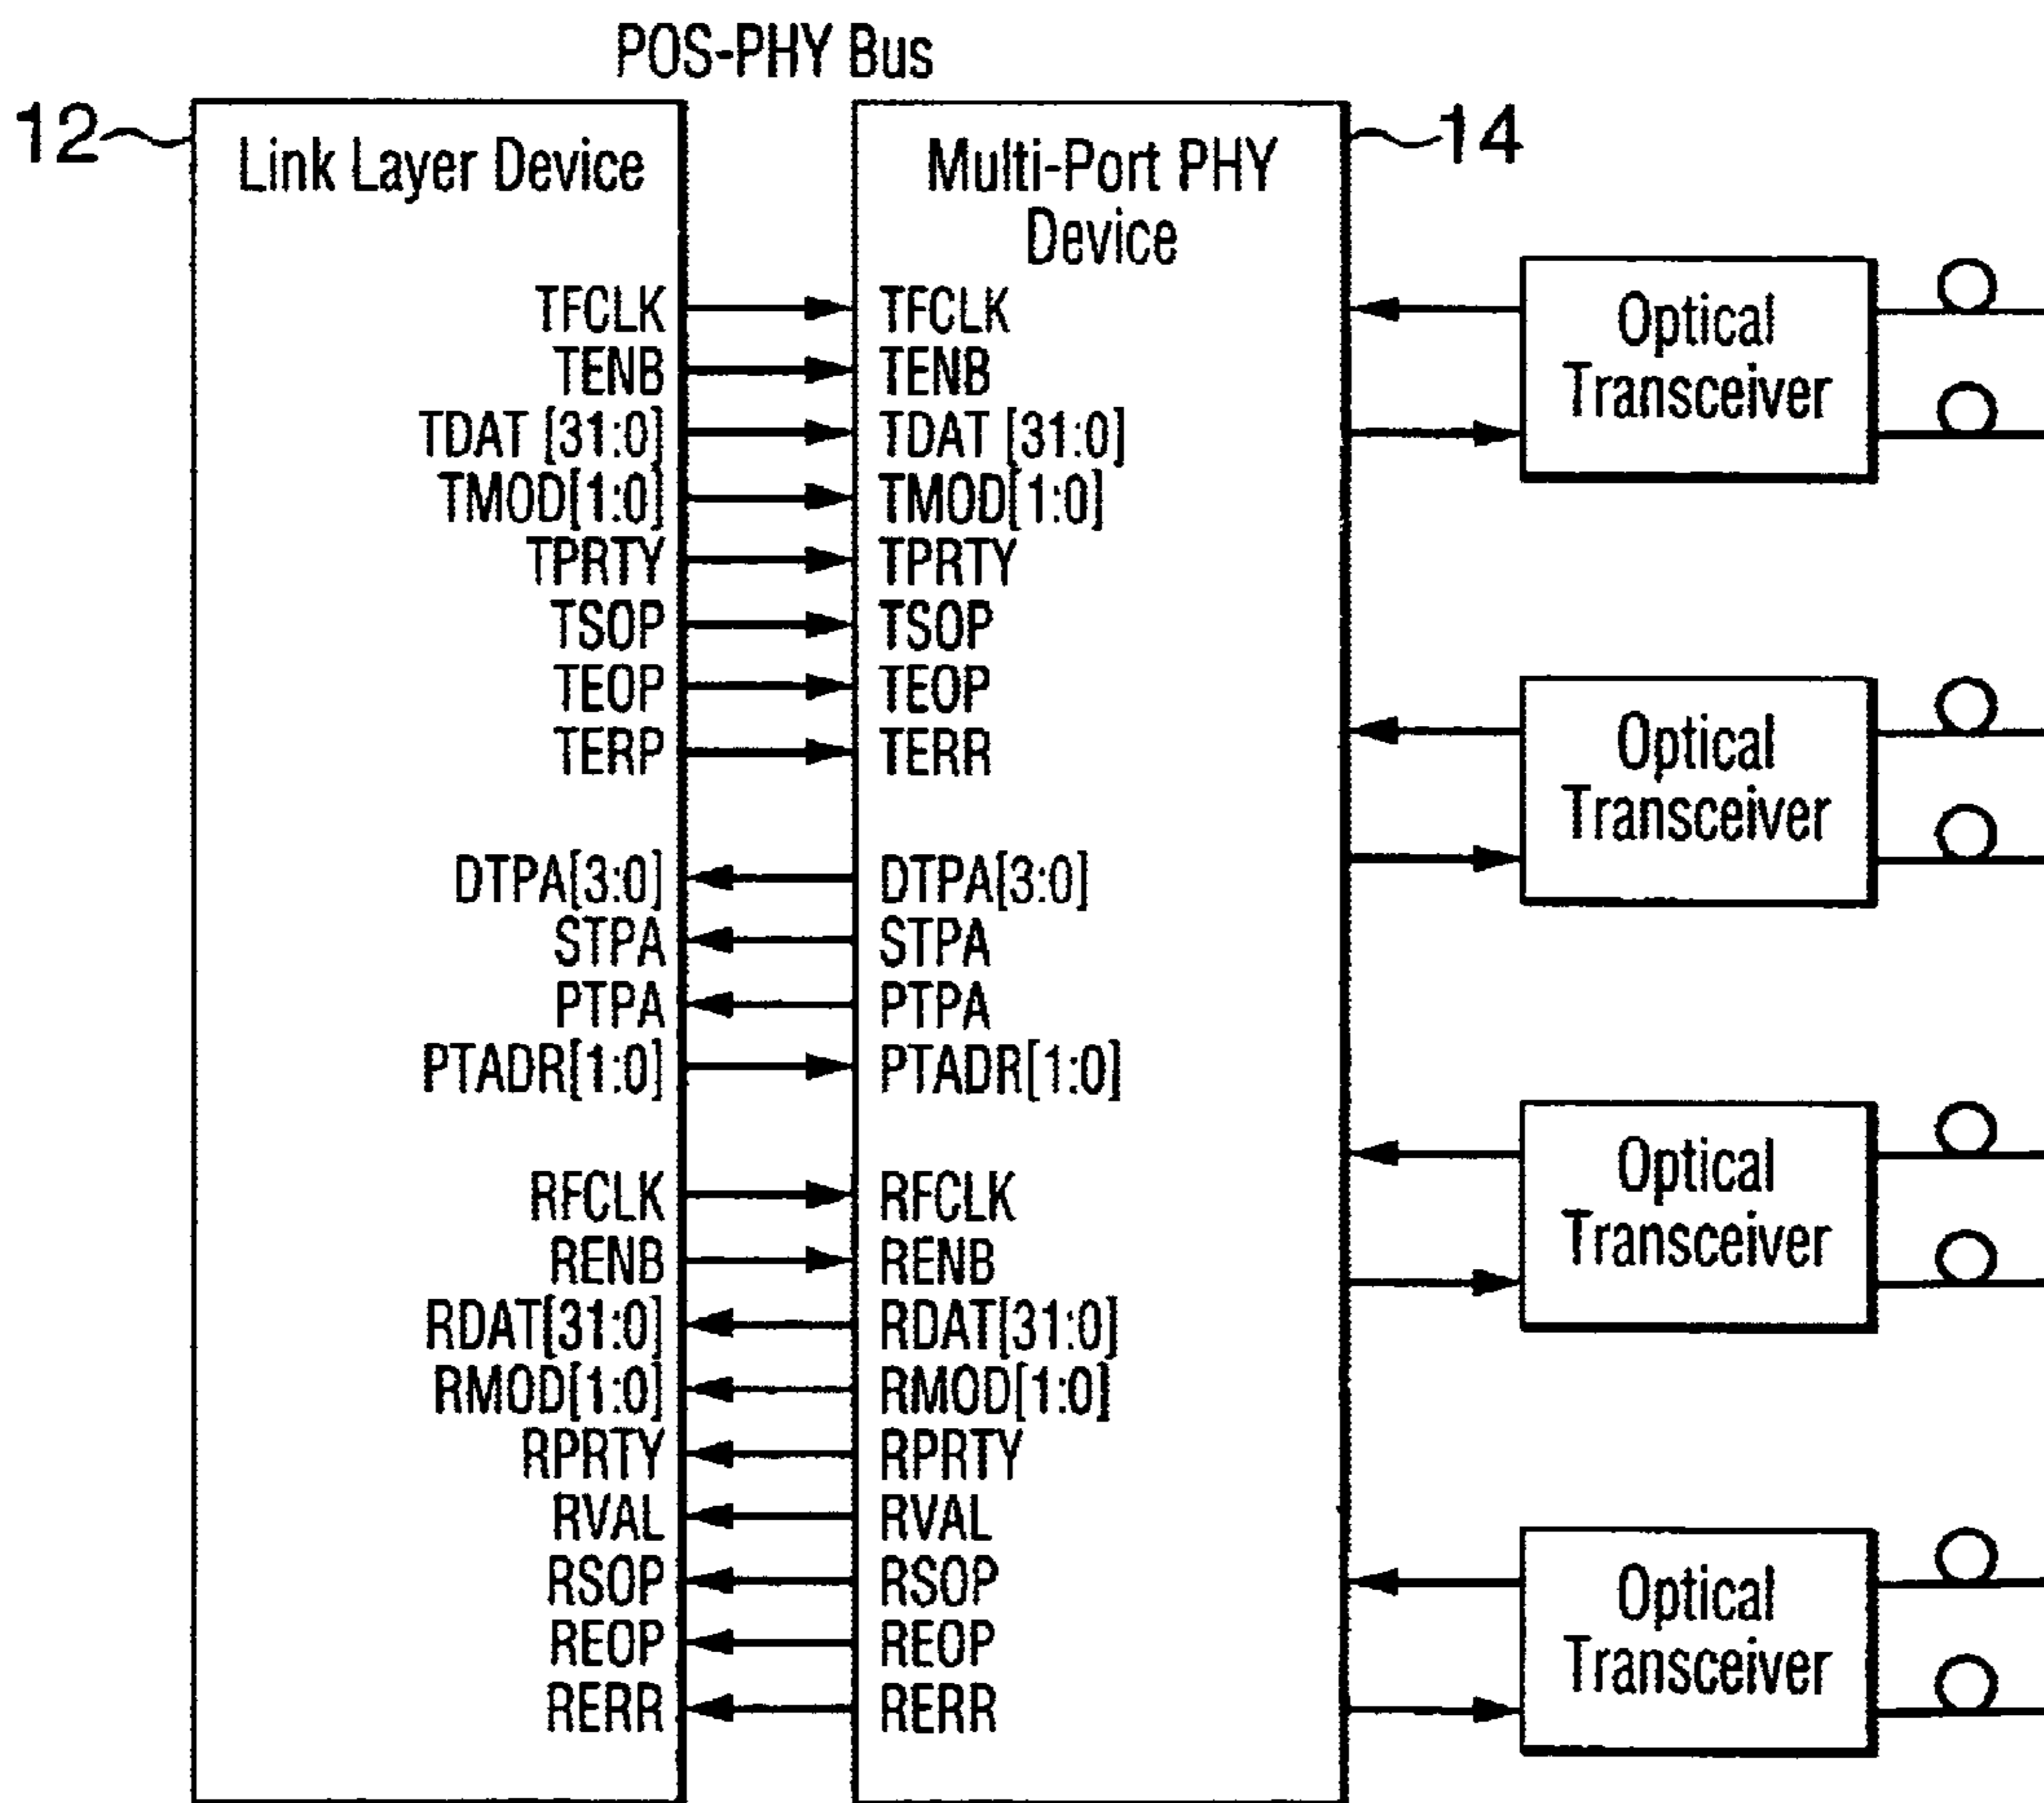 POS-PHY Bus
12
Link Layer Device
Multi-Port PHY
Device
14
TFCLK TFCLK
TENB TENB
TDAT [31:0] TDAT [31:0]
TMOD[1:0] TMOD[1:0]
TPRTY TPRTY
TSOP TSOP
TEOP TEOP
TERP TERR
DTPA[3:0] DTPA[3:0]
STPA STPA
PTPA PTPA
PTADR[1:0] PTADR[1:0]
RFCLK RFCLK
RENB RENB
RDAT[31:0] RDAT[31:0]
RMOD[1:0] RMOD[1:0]
RPRTY RPRTY
RVAL RVAL
RSOP RSOP
REOP REOP
RERR RERR
Optical
Transceiver
Optical
Transceiver
Optical
Transceiver
Optical
Transceiver